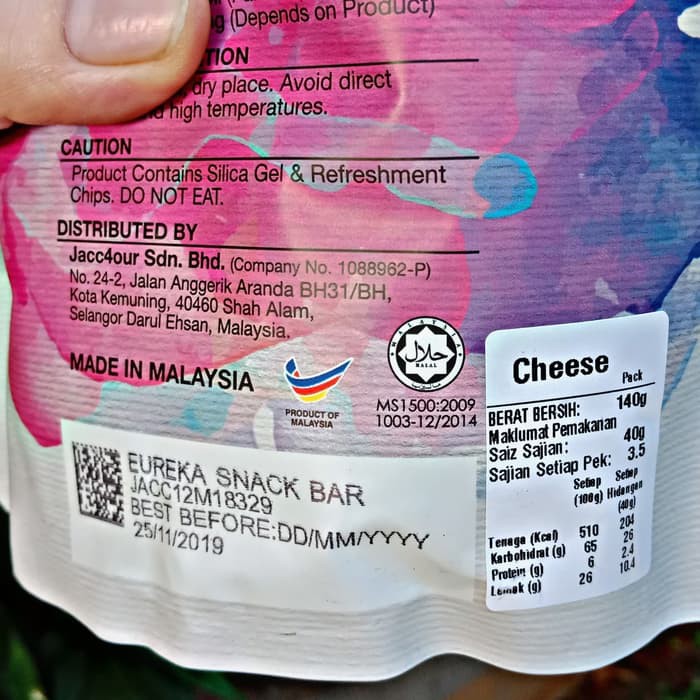 g (Depends on Product)
TION
dry place. Avoid direct
high temperatures.
CAUTION
Product Contains Silica Gel & Refreshment
Chips. DO NOT EAT.
DISTRIBUTED BY
Jacc4our Sdn. Bhd. (Company No. 1088962-P)
No. 24-2, Jalan Anggerik Aranda BH31/BH,
Kota Kemuning, 40460 Shah Alam,
Selangor Darul Ehsan, Malaysia.
MADE IN MALAYSIA
PRODUCT OF
MALAYSIA
MALAYSIA
حلال
HALAL
MS1500:2009
1003-12/2014
EUREKA SNACK BAR
JACC12M18329
BEST BEFORE:DD/MM/YYYY
25/11/2019
Cheese
Pack
BERAT BERSIH: 140g
Maklumat Pemakanan
Saiz Sajian: 40g
Sajian Setiap Pek: 3.5
Setiap Setiap
(100g) Hidangan
(40g)
Tenaga (Kcal) 510 204
Karbohidrat (g) 65 26
Protein (g) 6 2.4
Lemak (g) 26 10.4